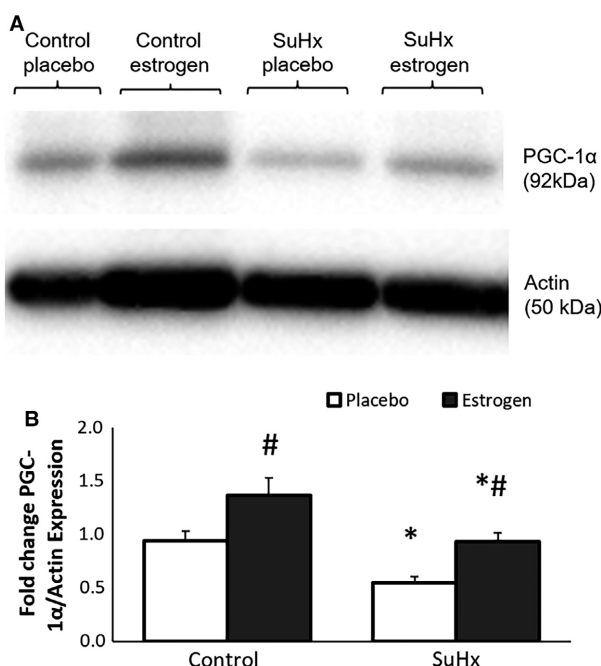 A
Control placebo
Control estrogen
SuHx placebo
SuHx estrogen
PGC-1α
(92kDa)
Actin
(50 kDa)
B
Placebo
Estrogen
Fold change PGC-
1α/Actin Expression
2.0
1.5
1.0
0.5
0.0
#
*
*#
Control
SuHx